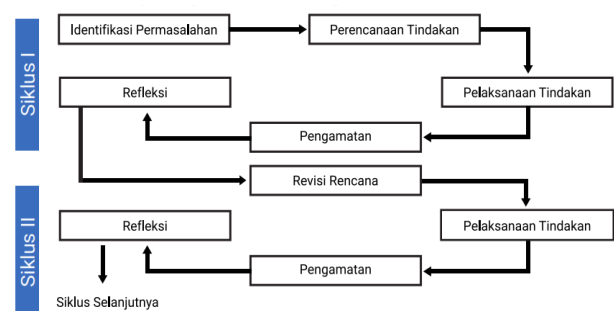 Siklus I
Identifikasi Permasalahan
Perencanaan Tindakan
Pelaksanaan Tindakan
Pengamatan
Refleksi
Siklus II
Revisi Rencana
Pelaksanaan Tindakan
Pengamatan
Refleksi
Siklus Selanjutnya